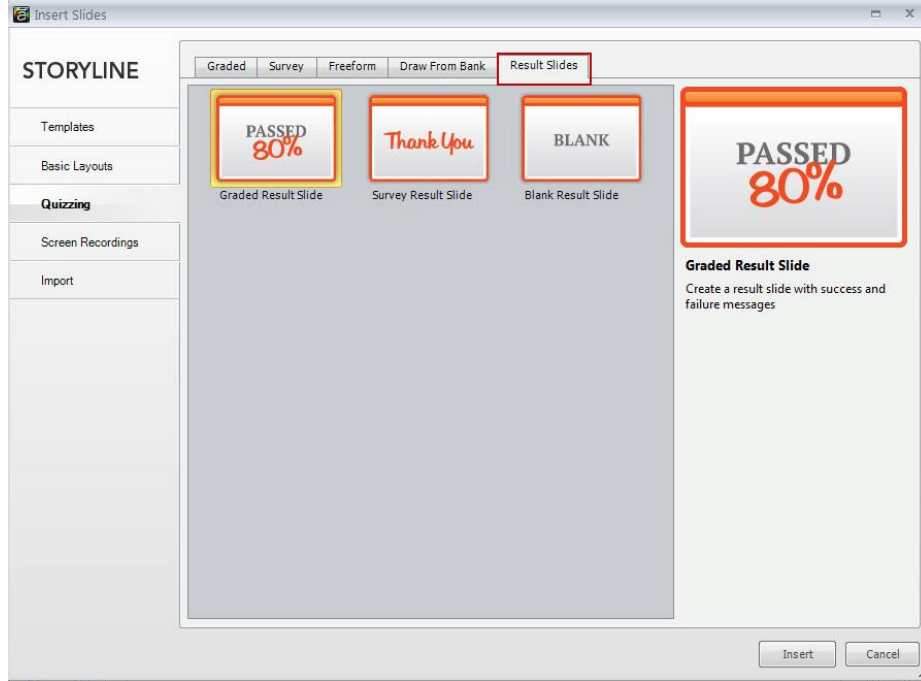 Insert Slides
STORYLINE
Templates
Basic Layouts
Quizzing
Screen Recordings
Import
Graded Survey Freeform Draw From Bank Result Slides
PASSED
80%
Graded Result Slide
Thank You
Survey Result Slide
BLANK
Blank Result Slide
PASSED
80%
Graded Result Slide
Create a result slide with success and
failure messages
Insert Cancel